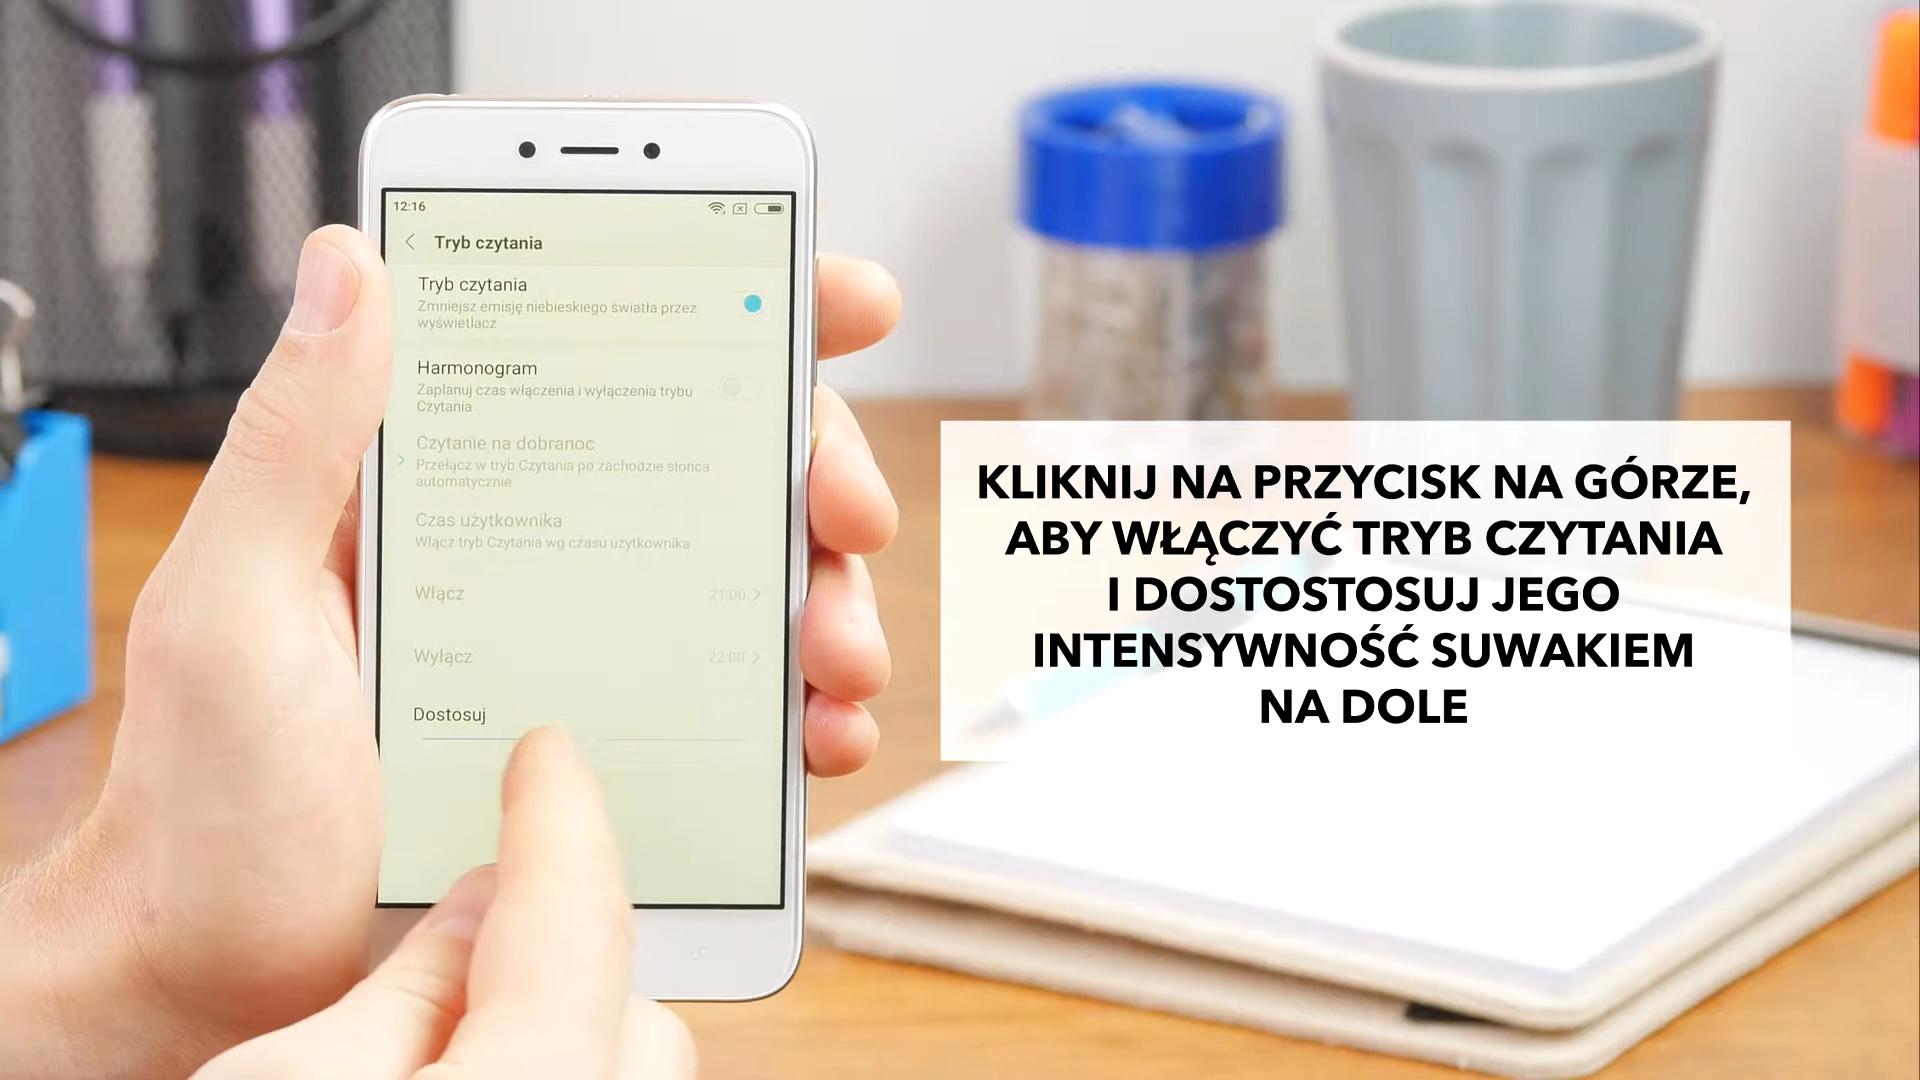 12:16
Tryb czytania
Tryb czytania
Zmniejsz emisję niebieskiego światła przez
wyświetlacz
Harmonogram
Zaplanuj czas włączenia i wyłączenia trybu
Czytania
Czytanie na dobranoc
Przełącz w tryb Czytania po zachodzie słońca
automatycznie
Czas użytkownika
Włącz tryb Czytania wg czasu użytkownika
Włącz 21:00
Wyłącz 22:00
Dostosuj
KLIKNIJ NA PRZYCISK NA GÓRZE,
ABY WŁĄCZYĆ TRYB CZYTANIA
I DOSTOSTOSUJ JEGO
INTENSYWNOŚĆ SUWAKIEM
NA DOLE